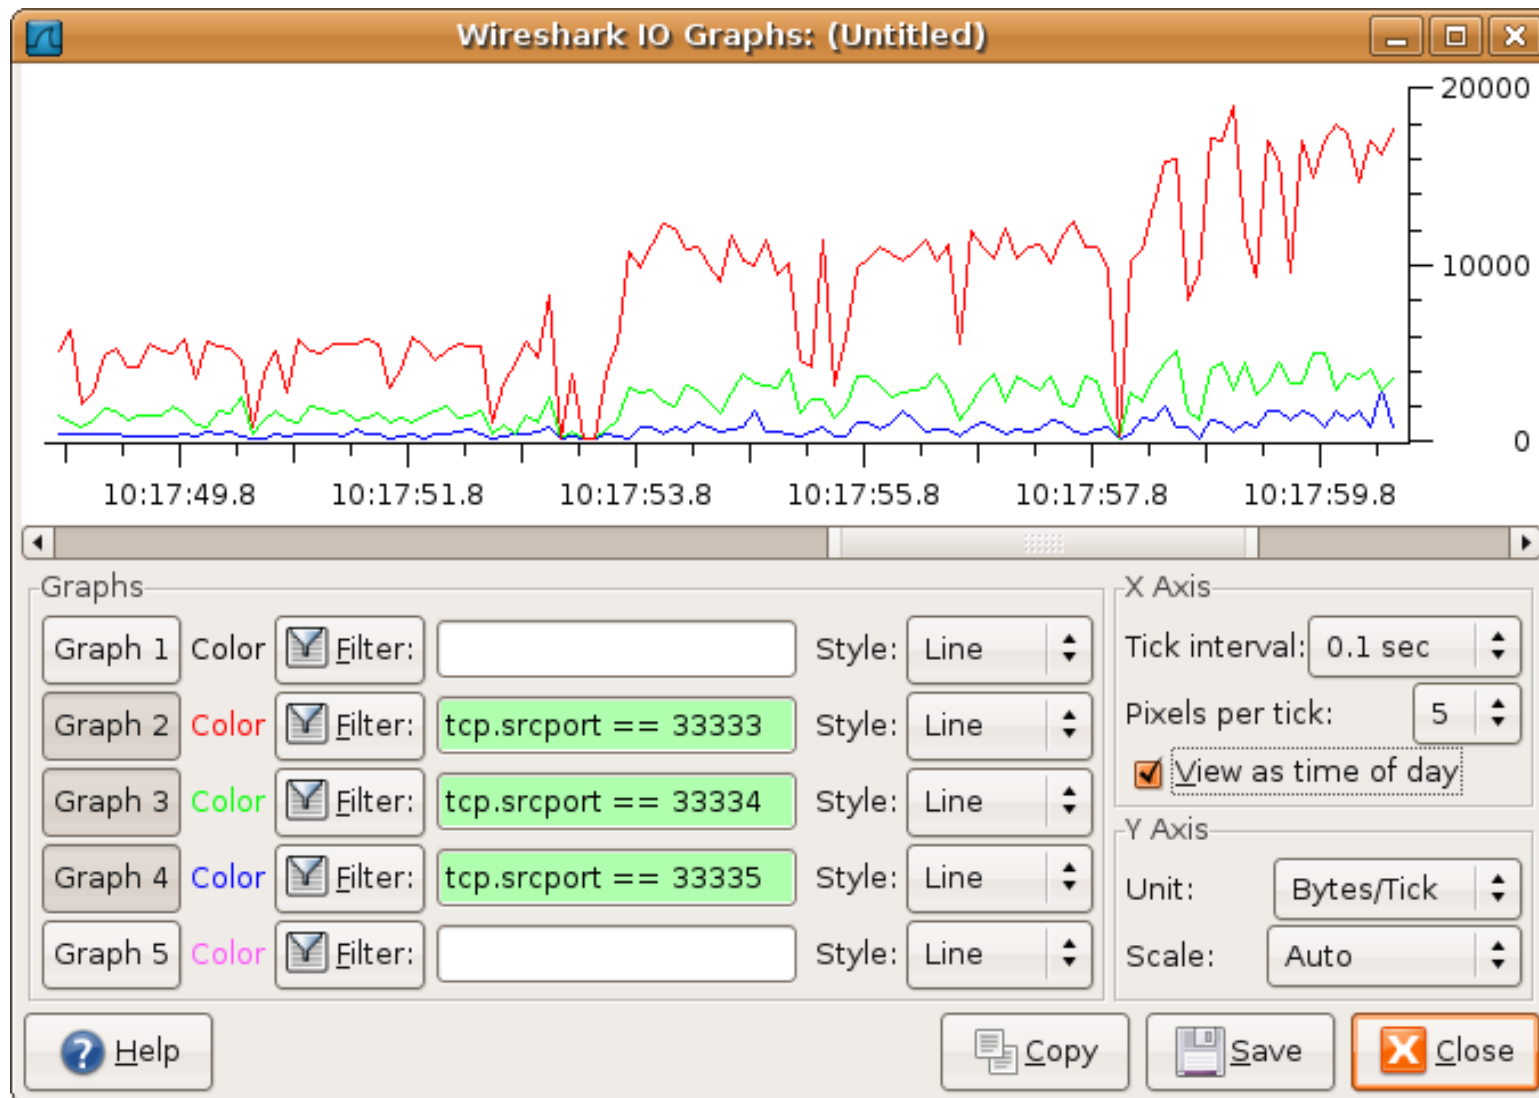 Wireshark IO Graphs: (Untitled)
20000
10000
0
10:17:49.8 10:17:51.8 10:17:53.8 10:17:55.8 10:17:57.8 10:17:59.8
Graphs
Graph 1 Color Filter: Style: Line
Graph 2 Color Filter: tcp.srcport == 33333 Style: Line
Graph 3 Color Filter: tcp.srcport == 33334 Style: Line
Graph 4 Color Filter: tcp.srcport == 33335 Style: Line
Graph 5 Color Filter: Style: Line
X Axis
Tick interval: 0.1 sec
Pixels per tick: 5
View as time of day
Y Axis
Unit: Bytes/Tick
Scale: Auto
Help Copy Save Close